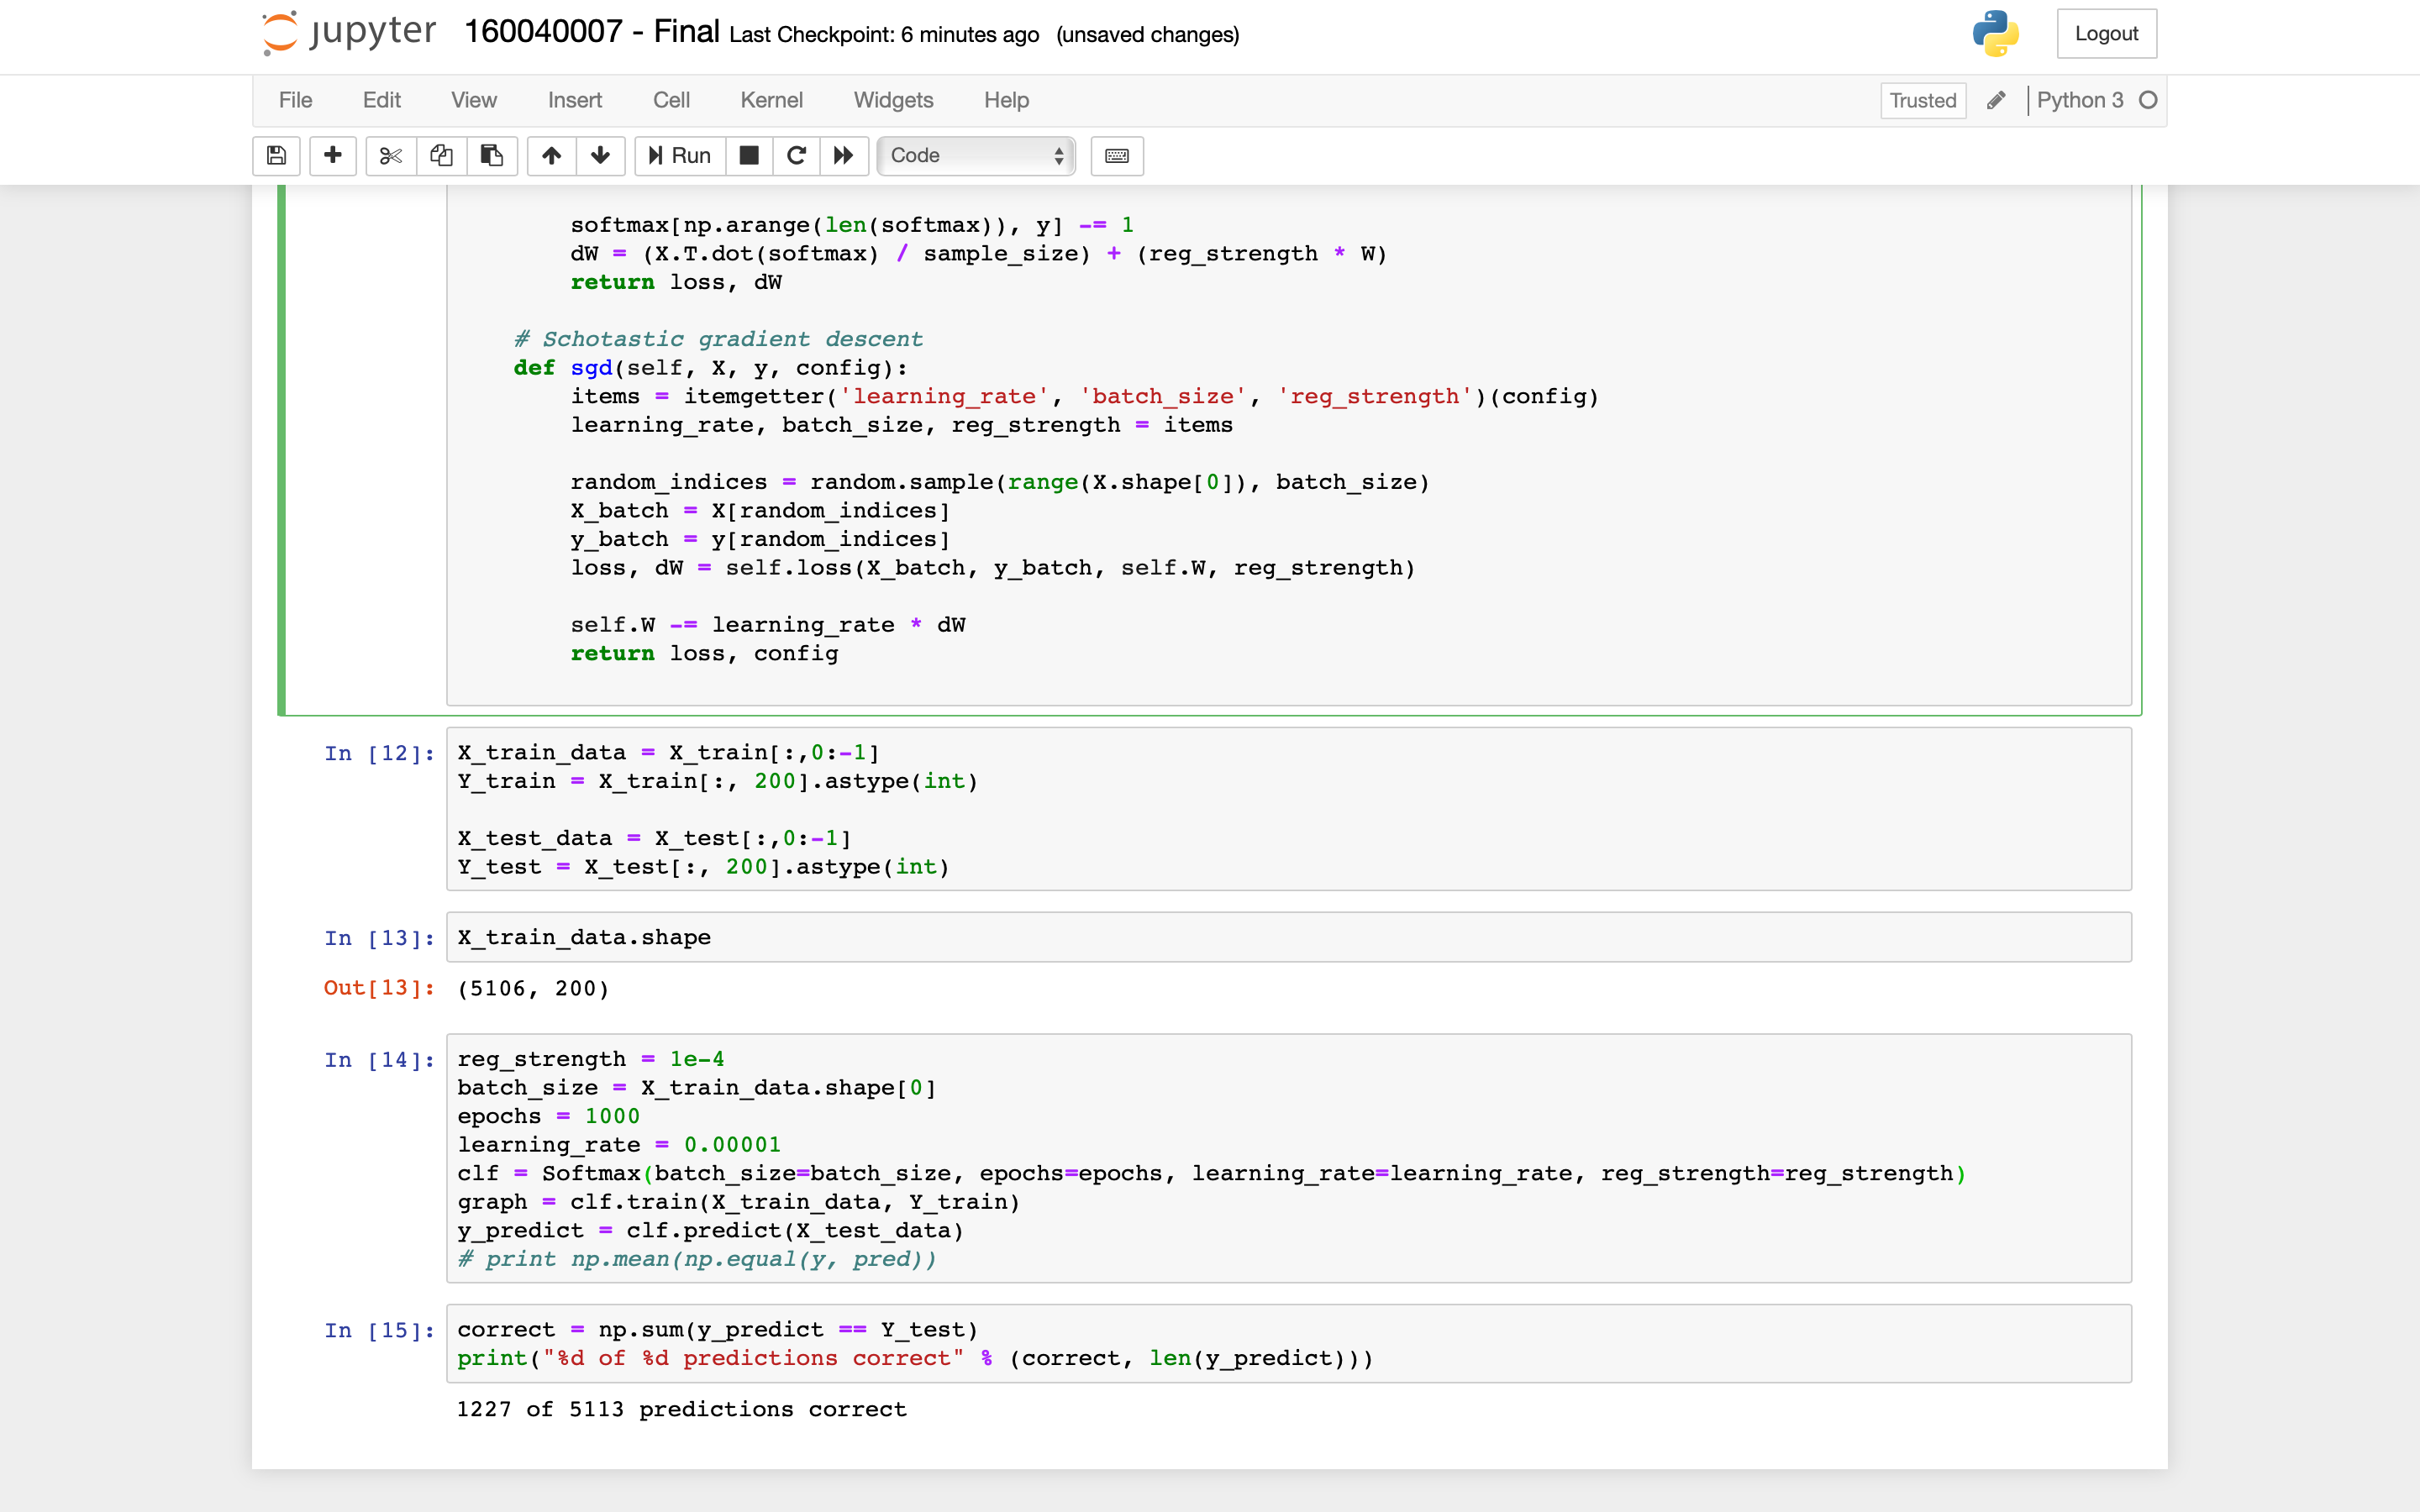 jupyter 160040007 - Final Last Checkpoint: 6 minutes ago (unsaved changes)
Logout
File Edit View Insert Cell Kernel Widgets Help
Trusted Python 3
Run Code
softmax[np.arange(len(softmax)), y] -= 1
dW = (X.T.dot(softmax) / sample_size) + (reg_strength * W)
return loss, dW
# Schotastic gradient descent
def sgd(self, X, y, config):
items = itemgetter('learning_rate', 'batch_size', 'reg_strength')(config)
learning_rate, batch_size, reg_strength = items
random_indices = random.sample(range(X.shape[0]), batch_size)
X_batch = X[random_indices]
y_batch = y[random_indices]
loss, dW = self.loss(X_batch, y_batch, self.W, reg_strength)
self.W -= learning_rate * dW
return loss, config
In [12]: X_train_data = X_train[:,0:-1]
Y_train = X_train[:, 200].astype(int)
X_test_data = X_test[:,0:-1]
Y_test = X_test[:, 200].astype(int)
In [13]: X_train_data.shape
Out[13]: (5106, 200)
In [14]: reg_strength = 1e-4
batch_size = X_train_data.shape[0]
epochs = 1000
learning_rate = 0.00001
clf = Softmax(batch_size=batch_size, epochs=epochs, learning_rate=learning_rate, reg_strength=reg_strength)
graph = clf.train(X_train_data, Y_train)
y_predict = clf.predict(X_test_data)
# print np.mean(np.equal(y, pred))
In [15]: correct = np.sum(y_predict == Y_test)
print("%d of %d predictions correct" % (correct, len(y_predict)))
1227 of 5113 predictions correct